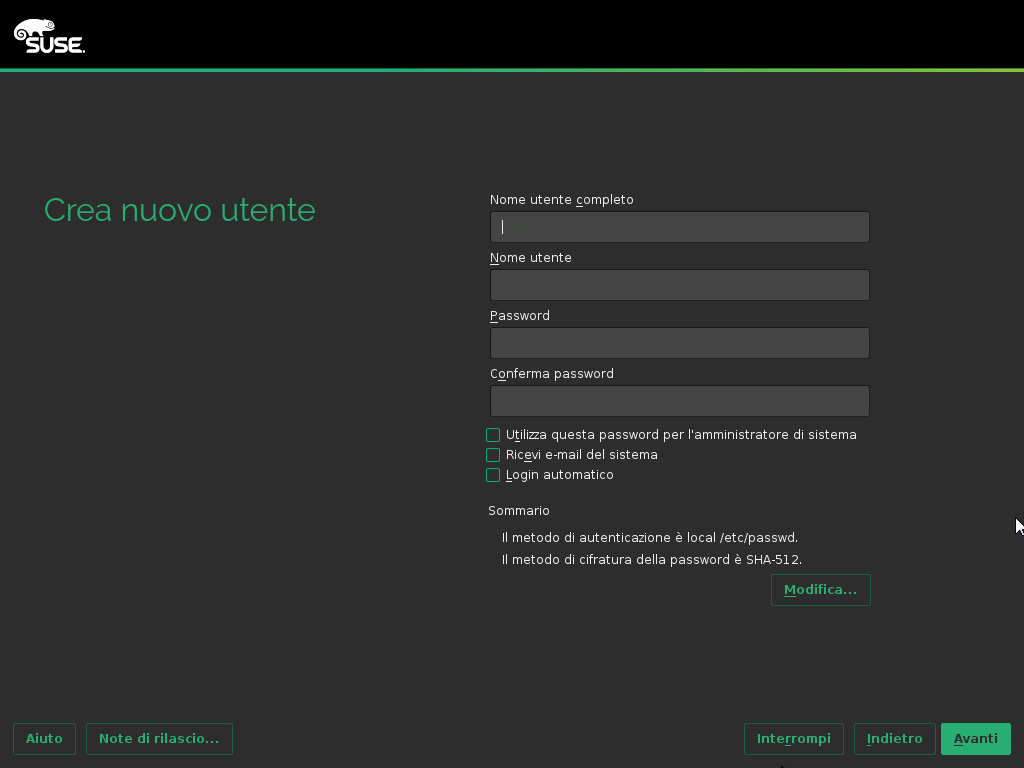 SUSE.
Crea nuovo utente
Nome utente completo
Nome utente
Password
Conferma password
Utilizza questa password per l'amministratore di sistema
Ricevi e-mail del sistema
Login automatico
Sommario
Il metodo di autenticazione è local /etc/passwd.
Il metodo di cifratura della password è SHA-512.
Modifica...
Aiuto
Note di rilascio...
Interrompi
Indietro
Avanti